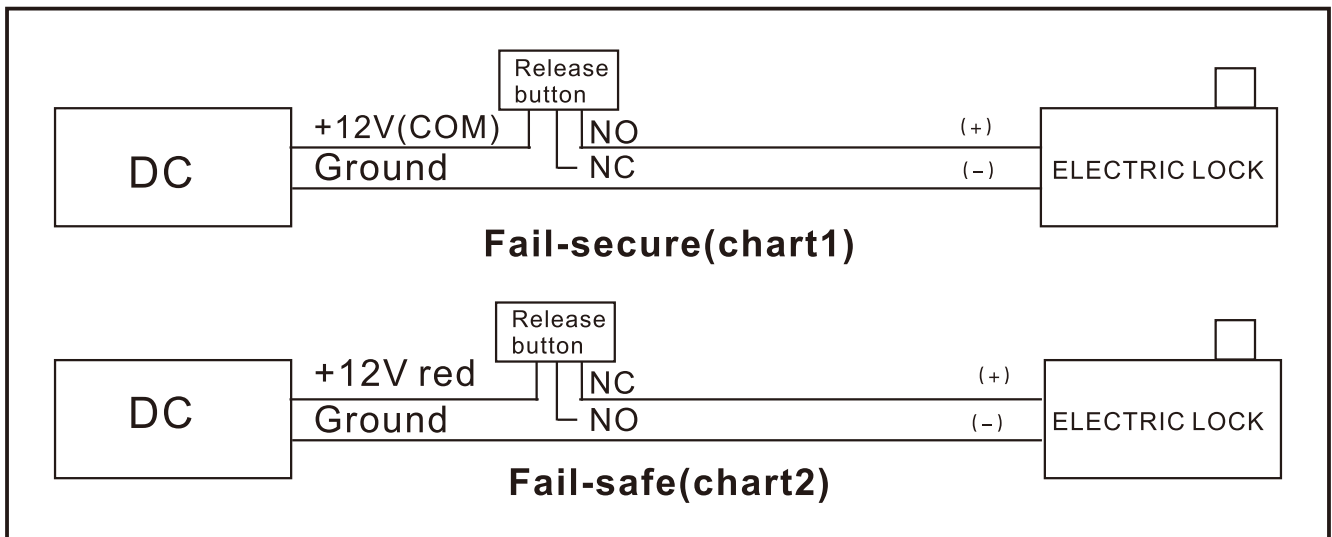 Release
button
+12V(COM)
NO
(+)
DC
Ground
NC
(-)
ELECTRIC LOCK
Fail-secure(chart1)
Release
button
+12V red
NC
(+)
DC
Ground
NO
(-)
ELECTRIC LOCK
Fail-safe(chart2)